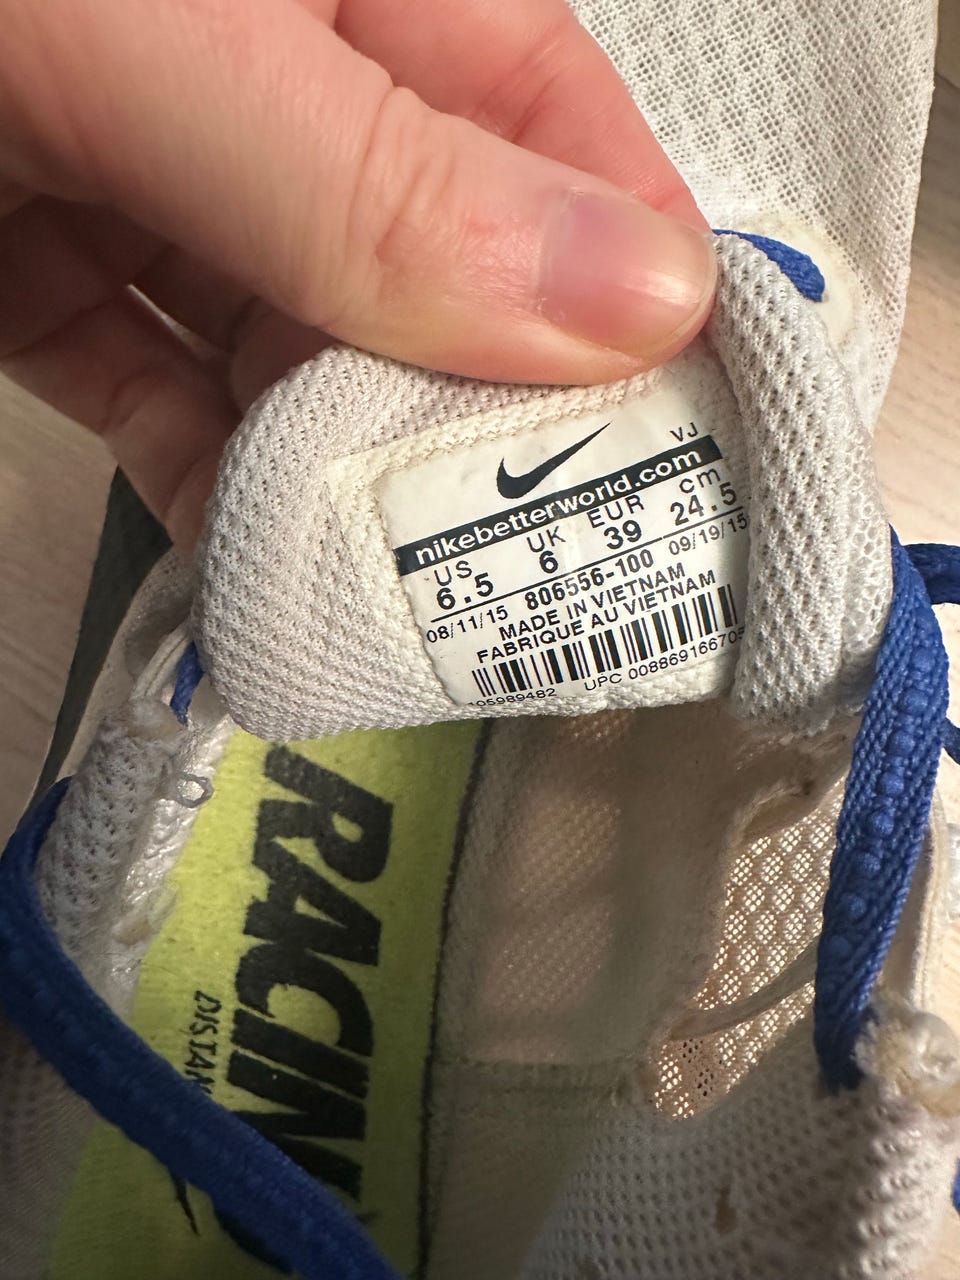 VJ
nikebetterworld.com
US UK EUR cm
6.5 6 39 24.5
08/11/15 806556-100 09/19/15
MADE IN VIETNAM
FABRIQUE AU VIETNAM
UPC
RACING